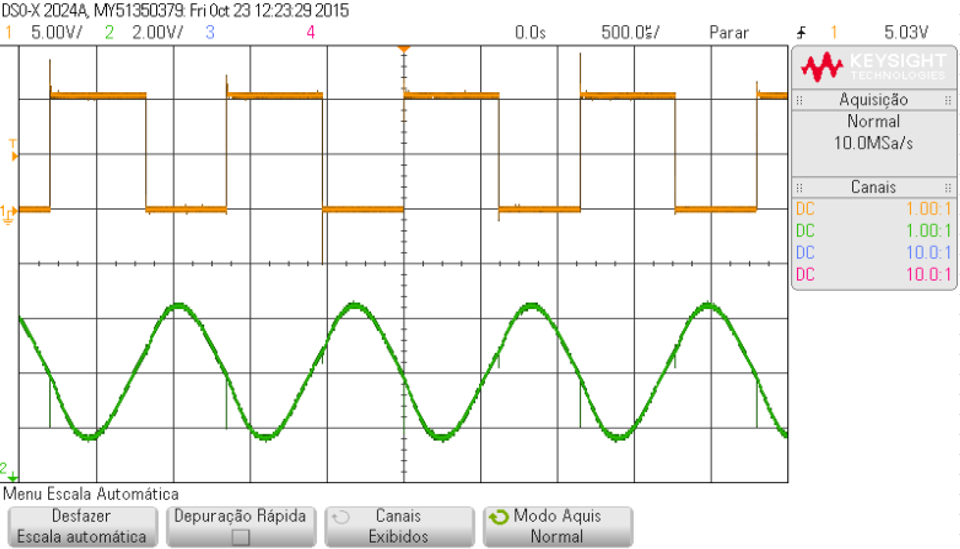 DSO-X 2024A, MY51350379: Fri Oct 23 12:23:29 2015
1 5.00V/ 2 2.00V/ 3 4 0.0s 500.0us/ Parar 1 5.03V
KEYSIGHT
TECHNOLOGIES
Aquisição
Normal
10.0MSa/s
Canais
DC 1.00:1
DC 1.00:1
DC 10.0:1
DC 10.0:1
T
1
2
Menu Escala Automática
Desfazer
Escala automática
Depuração Rápida
Canais
Exibidos
Modo Aquis
Normal